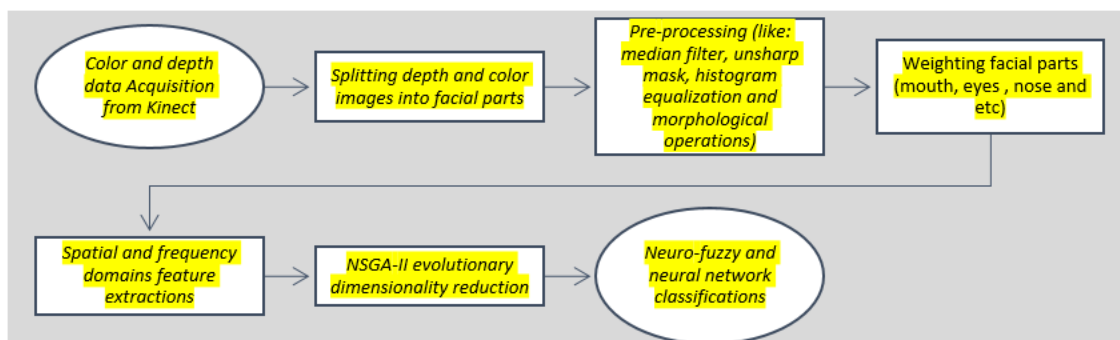 Color and depth
data Acquisition
from Kinect
Splitting depth and color
images into facial parts
Pre-processing (like:
median filter, unsharp
mask, histogram
equalization and
morphological
operations)
Weighting facial parts
(mouth, eyes , nose and
etc)
Spatial and frequency
domains feature
extractions
NSGA-II evolutionary
dimensionality reduction
Neuro-fuzzy and
neural network
classifications